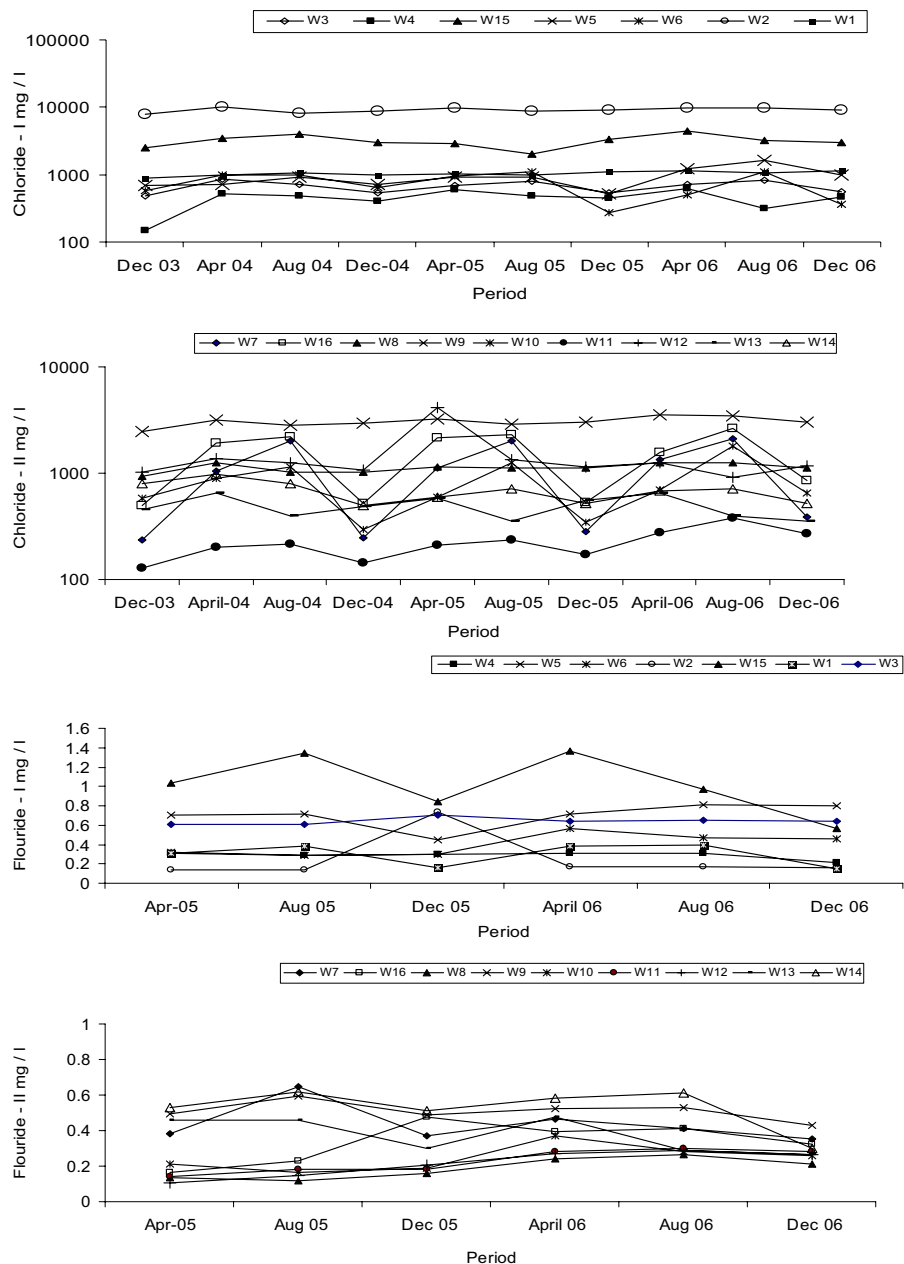 W3 W4 W15 W5 W6 W2 W1
100000
10000
1000
100
Chloride - I mg / l
Dec 03 Apr 04 Aug 04 Dec-04 Apr-05 Aug 05 Dec 05 Apr 06 Aug 06 Dec 06
Period
W7 W16 W8 W9 W10 W11 W12 W13 W14
10000
1000
100
Chloride - II mg / l
Dec-03 April-04 Aug-04 Dec-04 Apr-05 Aug-05 Dec-05 April-06 Aug-06 Dec-06
Period
W4 W5 W6 W2 W15 W1 W3
1.6
1.4
1.2
1
0.8
0.6
0.4
0.2
0
Flouride - I mg / l
Apr-05 Aug 05 Dec 05 April 06 Aug 06 Dec 06
Period
W7 W16 W8 W9 W10 W11 W12 W13 W14
1
0.8
0.6
0.4
0.2
0
Flouride - II mg / l
Apr-05 Aug 05 Dec 05 April 06 Aug 06 Dec 06
Period